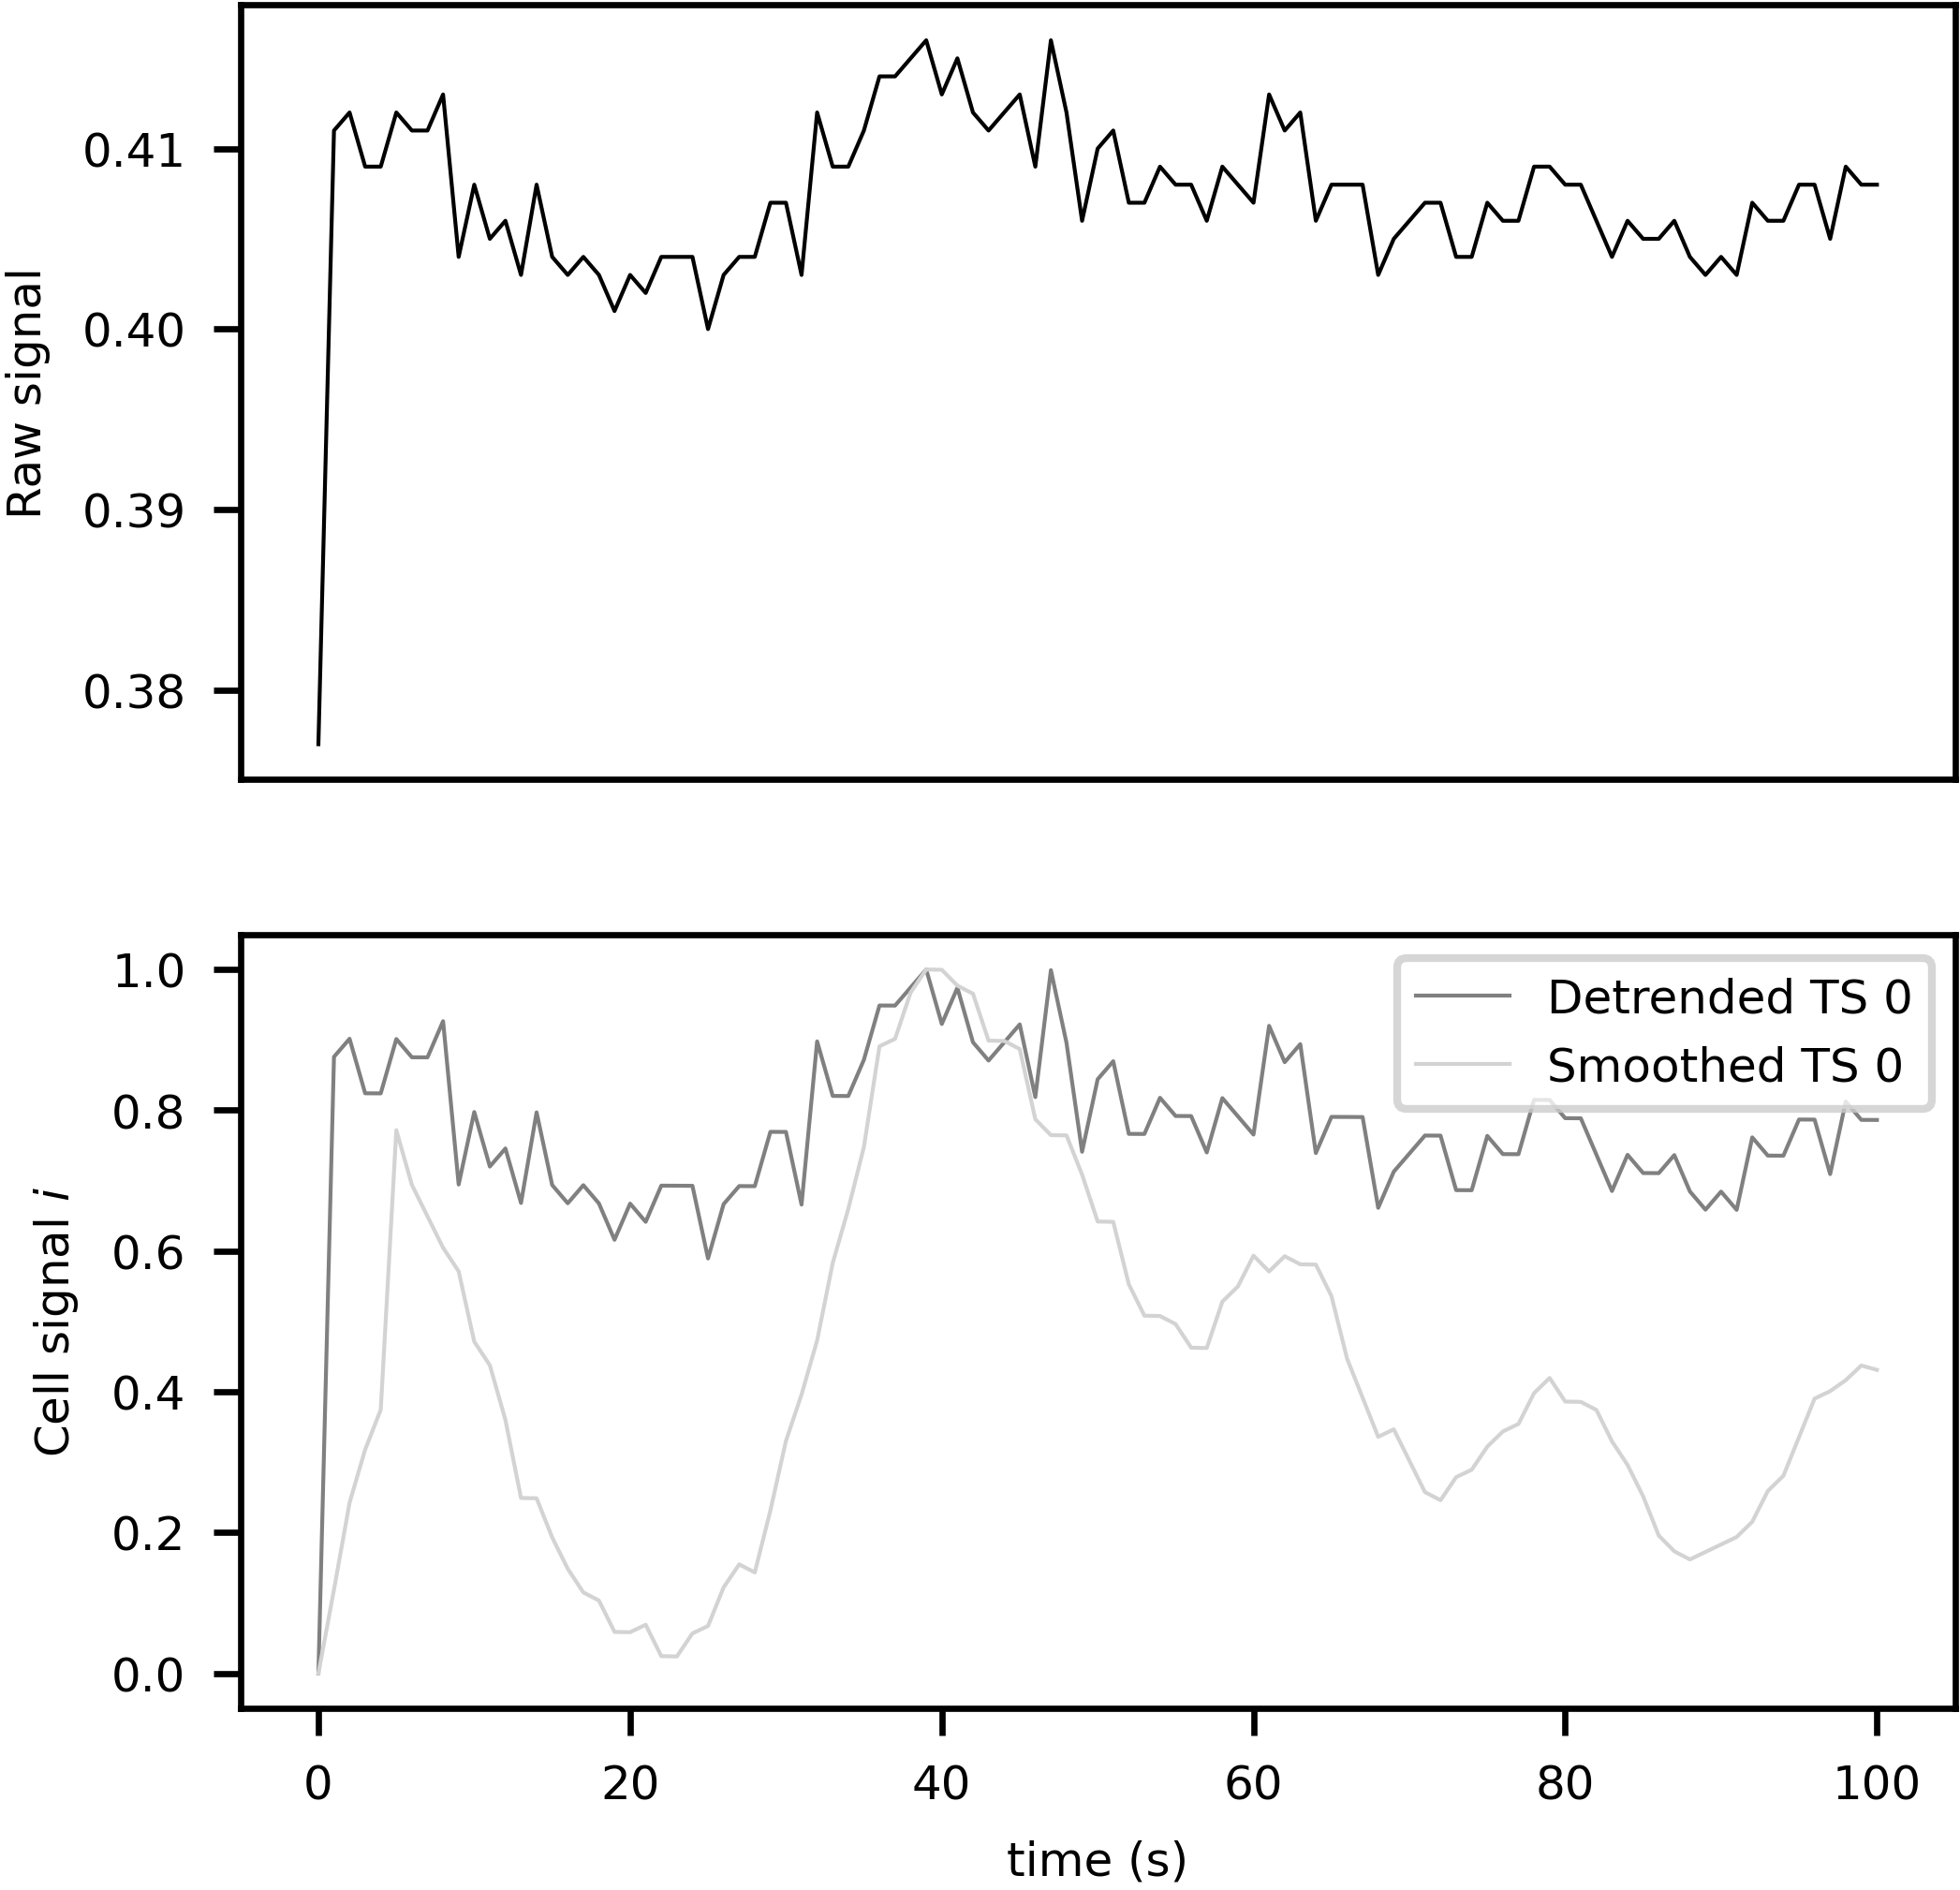 Raw signal
0.41
0.40
0.39
0.38
Cell signal i
1.0
0.8
0.6
0.4
0.2
0.0
Detrended TS 0
Smoothed TS 0
0 20 40 60 80 100
time (s)